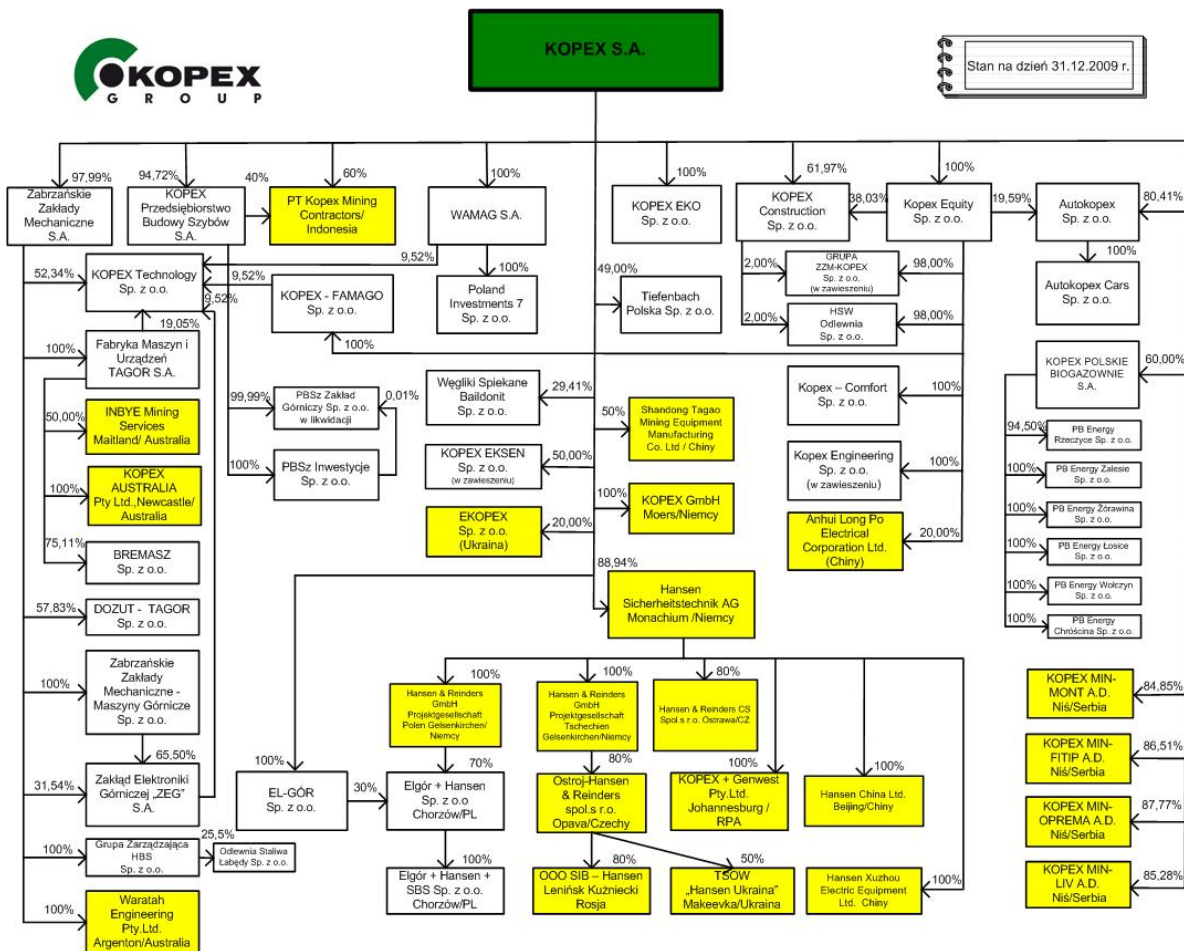 KOPEX S.A.
KOPEX
GROUP
Stan na dzień 31.12.2009 r.
97,99%
94,72%
40%
60%
100%
100%
61,97%
100%
80,41%
Zabrzańskie
Zakłady
Mechaniczne
S.A.
KOPEX
Przedsiębiorstwo
Budowy Szybów
S.A.
PT Kopex Mining
Contractors/
Indonesia
WAMAG S.A.
KOPEX EKO
Sp. z o.o.
KOPEX
Construction
Sp. z o.o.
38,03%
Kopex Equity
Sp. z o.o.
19,59%
Autokopex
Sp. z o.o.
52,34%
KOPEX Technology
Sp. z o.o.
9,52%
9,52%
9,52%
19,05%
KOPEX - FAMAGO
Sp. z o.o.
100%
100%
Poland
Investments 7
Sp. z o.o.
49,00%
Tiefenbach
Polska Sp. z o.o.
2,00%
GRUPA
ZZM-KOPEX
Sp. z o.o.
(w zawieszeniu)
98,00%
2,00%
HSW
Odlewnia
Sp. z o.o.
98,00%
100%
Autokopex Cars
Sp. z o.o.
100%
Fabryka Maszyn i
Urządzeń
TAGOR S.A.
KOPEX POLSKIE
BIOGAZOWNIE
S.A.
60,00%
50,00%
INBYE Mining
Services
Maitland/ Australia
100%
KOPEX
AUSTRALIA
Pty Ltd.,Newcastle/
Australia
75,11%
BREMASZ
Sp. z o.o.
99,99%
PBSz Zakład
Górniczy Sp. z o.o.
w likwidacji
0,01%
100%
PBSz Inwestycje
Sp. z o.o.
Węgliki Spiekane
Baildonit
Sp. z o.o.
29,41%
50%
Shandong Tagao
Mining Equipment
Manufacturing
Co. Ltd / Chiny
KOPEX EKSEN
Sp. z o.o.
(w zawieszeniu)
50,00%
100%
KOPEX GmbH
Moers/Niemcy
EKOPEX
Sp. z o.o.
(Ukraina)
20,00%
Kopex – Comfort
Sp. z o.o.
100%
Kopex Engineering
Sp. z o.o.
(w zawieszeniu)
100%
Anhui Long Po
Electrical
Corporation Ltd.
(Chiny)
20,00%
94,50%
PB Energy
Rzeczyce Sp. z o.o.
100%
PB Energy Zalesie
Sp. z o.o.
100%
PB Energy Żórawina
Sp. z o.o.
100%
PB Energy Łosice
Sp. z o.o.
100%
PB Energy Wołczyn
Sp. z o.o.
100%
PB Energy
Chróścina Sp. z o.o.
88,94%
Hansen
Sicherheitstechnik AG
Monachium /Niemcy
57,83%
DOZUT - TAGOR
Sp. z o.o.
100%
Zabrzańskie
Zakłady
Mechaniczne -
Maszyny Górnicze
Sp. z o.o.
65,50%
31,54%
Zakłąd Elektroniki
Górniczej „ZEG”
S.A.
100%
Grupa Zarządzająca
HBS
Sp. z o.o.
25,5%
Odlewnia Staliwa
Łabędy Sp. z o.o.
100%
Waratah
Engineering
Pty.Ltd.
Argenton/Australia
100%
EL-GÓR
Sp. z o.o.
30%
100%
Hansen & Reinders
GmbH
Projektgesellschaft
Polen Gelsenkirchen/
Niemcy
70%
Elgór + Hansen
Sp. z o.o
Chorzów/PL
100%
Elgór + Hansen +
SBS Sp. z o.o.
Chorzów/PL
100%
Hansen & Reinders
GmbH
Projektgesellschaft
Tschechien
Gelsenkirchen/Niemcy
80%
Ostroj-Hansen
& Reinders
spol.s r.o.
Opava/Czechy
80%
OOO SIB – Hansen
Lenińsk Kuźniecki
Rosja
80%
Hansen & Reinders CS
Spol.s r.o. Ostrawa/CZ
100%
KOPEX + Genwest
Pty.Ltd.
Johannesburg /
RPA
50%
TSOW
„Hansen Ukraina”
Makeevka/Ukraina
100%
Hansen China Ltd.
Beijing/Chiny
Hansen Xuzhou
Electric Equipment
Ltd. Chiny
100%
KOPEX MIN-
MONT A.D.
Niś/Serbia
84,85%
KOPEX MIN-
FITIP A.D.
Niś/Serbia
86,51%
KOPEX MIN-
OPREMA A.D.
Niś/Serbia
87,77%
KOPEX MIN-
LIV A.D.
Niś/Serbia
85,28%